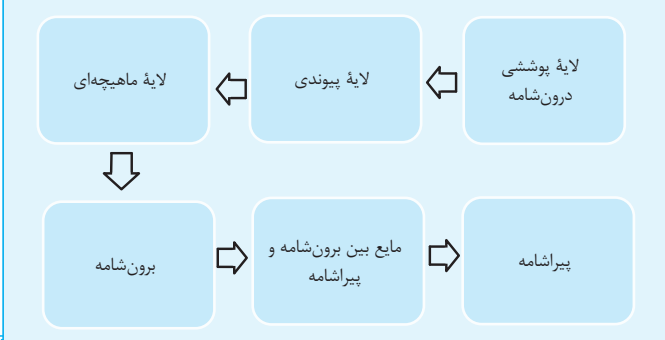 لایهٔ پوششی
درون‌شامه
لایهٔ پیوندی
لایهٔ ماهیچه‌ای
برون‌شامه
مایع بین برون‌شامه و
پیراشامه
پیراشامه